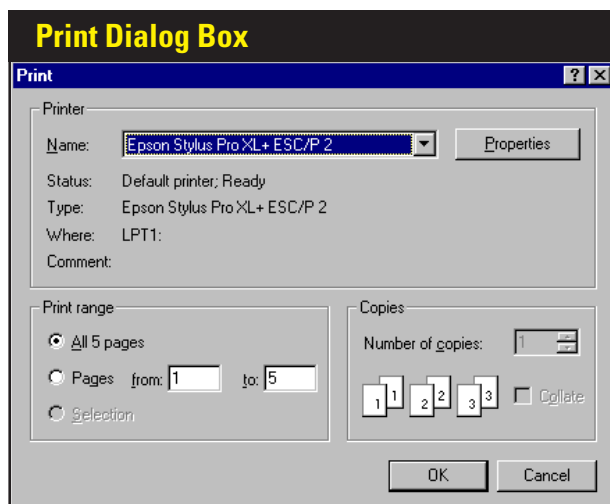 Print Dialog Box
Print
Printer
Name: Epson Stylus Pro XL+ ESC/P 2 Properties
Status: Default printer; Ready
Type: Epson Stylus Pro XL+ ESC/P 2
Where: LPT1:
Comment:
Print range
All 5 pages
Pages from: 1 to: 5
Selection
Copies
Number of copies: 1
1 1 2 2 3 3 Collate
OK Cancel